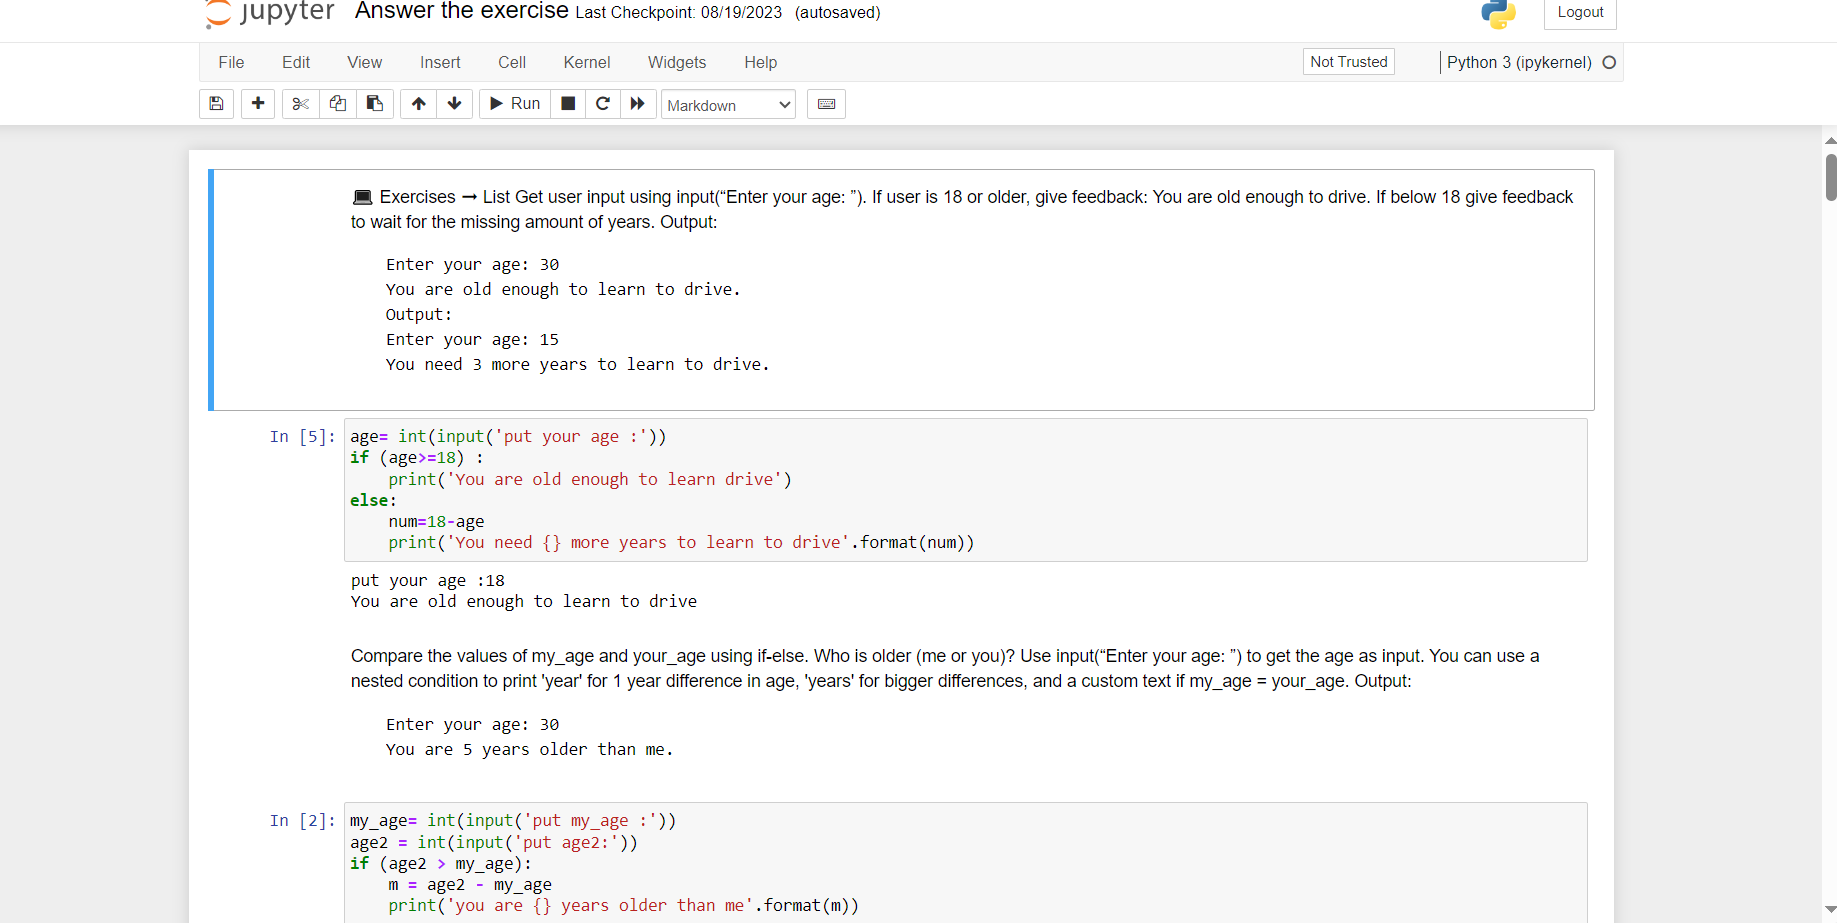 jupyter Answer the exercise Last Checkpoint: 08/19/2023 (autosaved)
Logout
File Edit View Insert Cell Kernel Widgets Help Not Trusted Python 3 (ipykernel)
Run Markdown
Exercises → List Get user input using input(“Enter your age: ”). If user is 18 or older, give feedback: You are old enough to drive. If below 18 give feedback
to wait for the missing amount of years. Output:
Enter your age: 30
You are old enough to learn to drive.
Output:
Enter your age: 15
You need 3 more years to learn to drive.
In [5]: age= int(input('put your age :'))
if (age>=18) :
    print('You are old enough to learn drive')
else:
    num=18-age
    print('You need {} more years to learn to drive'.format(num))
put your age :18
You are old enough to learn to drive
Compare the values of my_age and your_age using if-else. Who is older (me or you)? Use input(“Enter your age: ”) to get the age as input. You can use a
nested condition to print 'year' for 1 year difference in age, 'years' for bigger differences, and a custom text if my_age = your_age. Output:
Enter your age: 30
You are 5 years older than me.
In [2]: my_age= int(input('put my_age :'))
age2 = int(input('put age2:'))
if (age2 > my_age):
    m = age2 - my_age
    print('you are {} years older than me'.format(m))